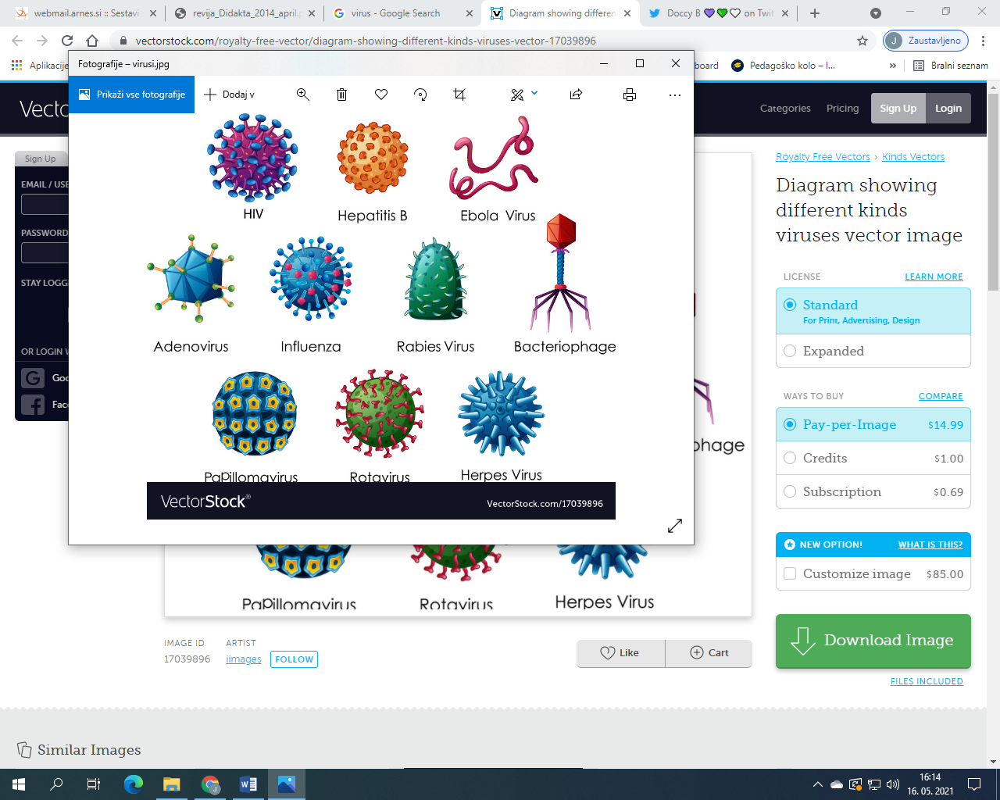 webmail.arnes.si :: Sestavi
revija_Didakta_2014_april.p
virus - Google Search
Diagram showing differen
Doccy B 💜💚🤍 on Twit
vectorstock.com/royalty-free-vector/diagram-showing-different-kinds-viruses-vector-17039896
J Zaustavljeno
Aplikacije
board
Pedagoško kolo – I...
»
Bralni seznam
Fotografije – virusi.jpg
Prikaži vse fotografije
Dodaj v
Vecto
Categories
Pricing
Sign Up
Login
Sign Up
EMAIL / USE
PASSWORD
STAY LOGG
OR LOGIN W
Goo
Face
HIV
Hepatitis B
Ebola Virus
Adenovirus
Influenza
Rabies Virus
Bacteriophage
Papillomavirus
Rotavirus
Herpes Virus
VectorStock®
VectorStock.com/17039896
phage
Papillomavirus
Rotavirus
Herpes Virus
Royalty Free Vectors › Kinds Vectors
Diagram showing
different kinds
viruses vector image
LICENSE
LEARN MORE
Standard
For Print, Advertising, Design
Expanded
WAYS TO BUY
COMPARE
Pay-per-Image $14.99
Credits $1.00
Subscription $0.69
NEW OPTION! WHAT IS THIS?
Customize image $85.00
Download Image
FILES INCLUDED
IMAGE ID
17039896
ARTIST
iimages
FOLLOW
Like
Cart
Similar Images
16:14
16. 05. 2021